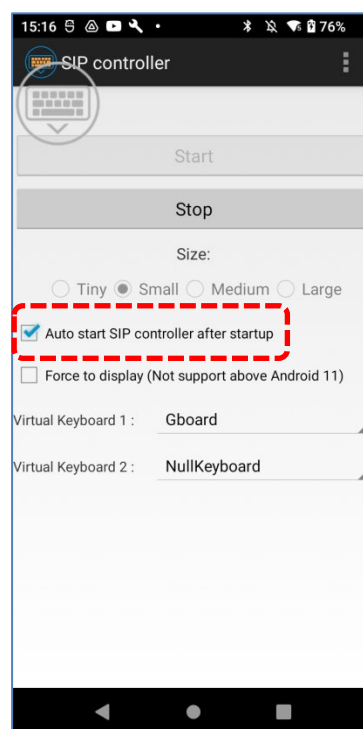 15:16 76%
SIP controller
Start
Stop
Size:
Tiny Small Medium Large
Auto start SIP controller after startup
Force to display (Not support above Android 11)
Virtual Keyboard 1 : Gboard
Virtual Keyboard 2 : NullKeyboard